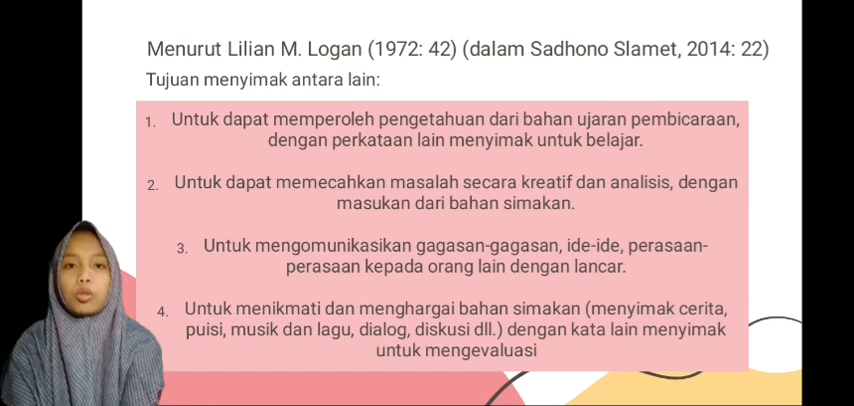 Menurut Lilian M. Logan (1972: 42) (dalam Sadhono Slamet, 2014: 22)
Tujuan menyimak antara lain:
1. Untuk dapat memperoleh pengetahuan dari bahan ujaran pembicaraan,
dengan perkataan lain menyimak untuk belajar.
2. Untuk dapat memecahkan masalah secara kreatif dan analisis, dengan
masukan dari bahan simakan.
3. Untuk mengomunikasikan gagasan-gagasan, ide-ide, perasaan-
perasaan kepada orang lain dengan lancar.
4. Untuk menikmati dan menghargai bahan simakan (menyimak cerita,
puisi, musik dan lagu, dialog, diskusi dll.) dengan kata lain menyimak
untuk mengevaluasi